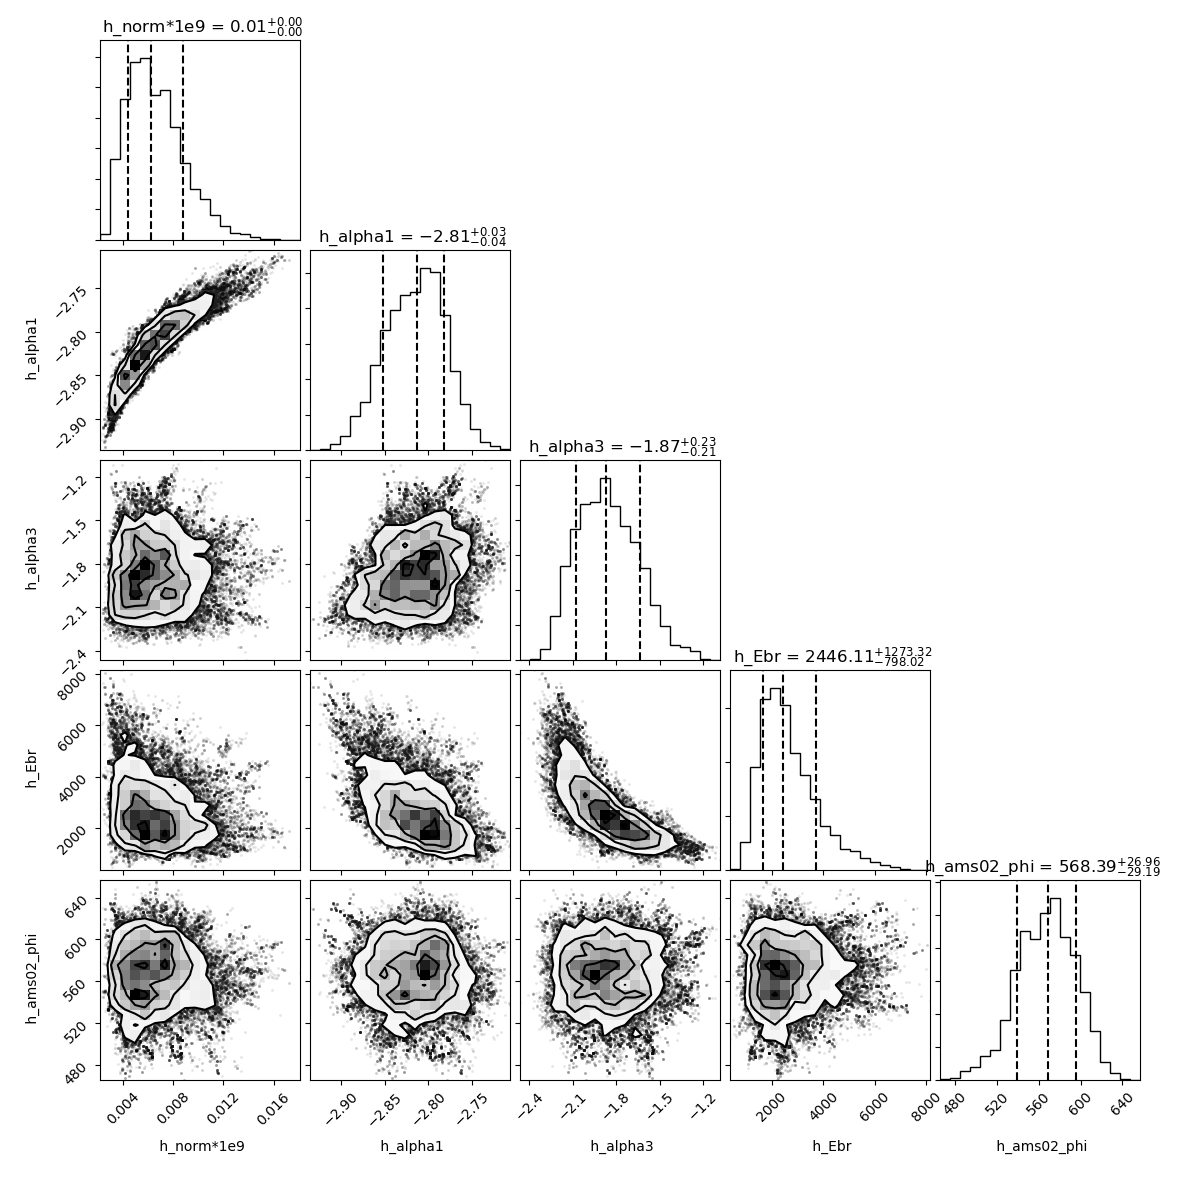 h_norm*1e9 = 0.01+0.00−0.00
h_alpha1 = −2.81+0.03−0.04
−2.75
−2.80
−2.85
−2.90
h_alpha1
h_alpha3 = −1.87+0.23−0.21
−1.2
−1.5
−1.8
−2.1
−2.4
h_alpha3
h_Ebr = 2446.11+1273.32−798.02
8000
6000
4000
2000
h_Ebr
h_ams02_phi = 568.39+26.96−29.19
640
600
560
520
480
h_ams02_phi
0.004 0.008 0.012 0.016
−2.90 −2.85 −2.80 −2.75
−2.4 −2.1 −1.8 −1.5 −1.2
2000 4000 6000 8000
480 520 560 600 640
h_norm*1e9
h_alpha1
h_alpha3
h_Ebr
h_ams02_phi